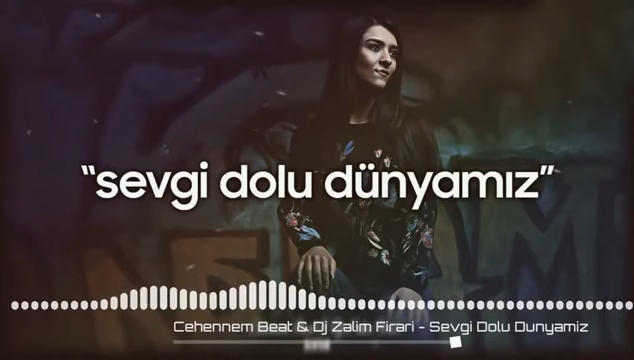 “sevgi dolu dünyamız”
Cehennem Beat & Dj Zalim Firari - Sevgi Dolu Dunyamiz